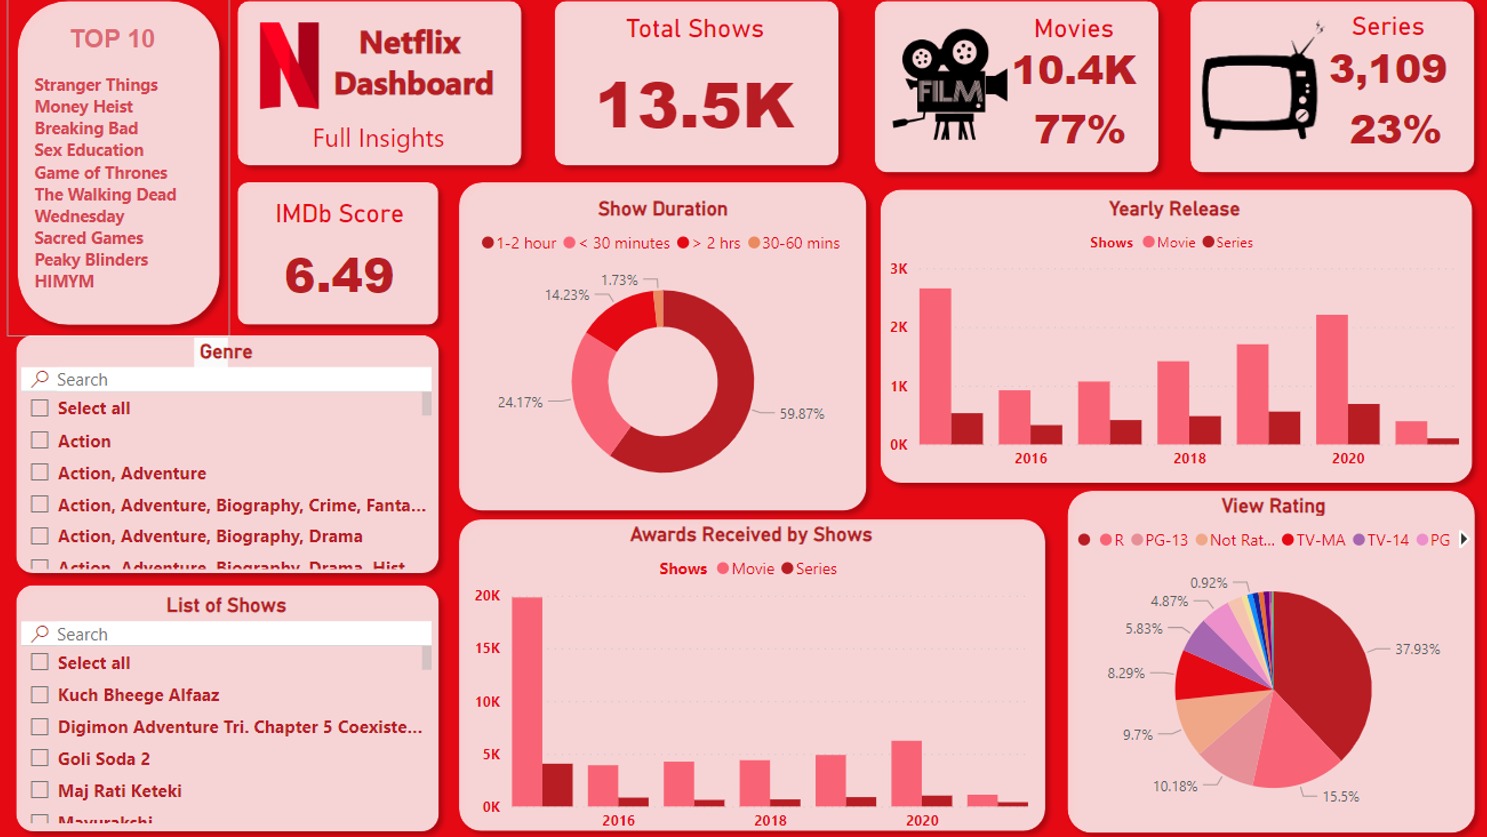 TOP 10
Stranger Things
Money Heist
Breaking Bad
Sex Education
Game of Thrones
The Walking Dead
Wednesday
Sacred Games
Peaky Blinders
HIMYM
Netflix
Dashboard
Full Insights
Total Shows
13.5K
FILM
Movies
10.4K
77%
Series
3,109
23%
IMDb Score
6.49
Show Duration
1-2 hour < 30 minutes > 2 hrs 30-60 mins
1.73%
14.23%
24.17%
59.87%
Yearly Release
Shows Movie Series
3K
2K
1K
0K
2016 2018 2020
Genre
Search
Select all
Action
Action, Adventure
Action, Adventure, Biography, Crime, Fanta...
Action, Adventure, Biography, Drama
Action, Adventure, Biography, Drama, Hist
List of Shows
Search
Select all
Kuch Bheege Alfaaz
Digimon Adventure Tri. Chapter 5 Coexiste...
Goli Soda 2
Maj Rati Keteki
Mayurakshi
Awards Received by Shows
Shows Movie Series
20K
15K
10K
5K
0K
2016 2018 2020
View Rating
R PG-13 Not Rat... TV-MA TV-14 PG
0.92%
4.87%
5.83%
8.29%
9.7%
10.18%
15.5%
37.93%